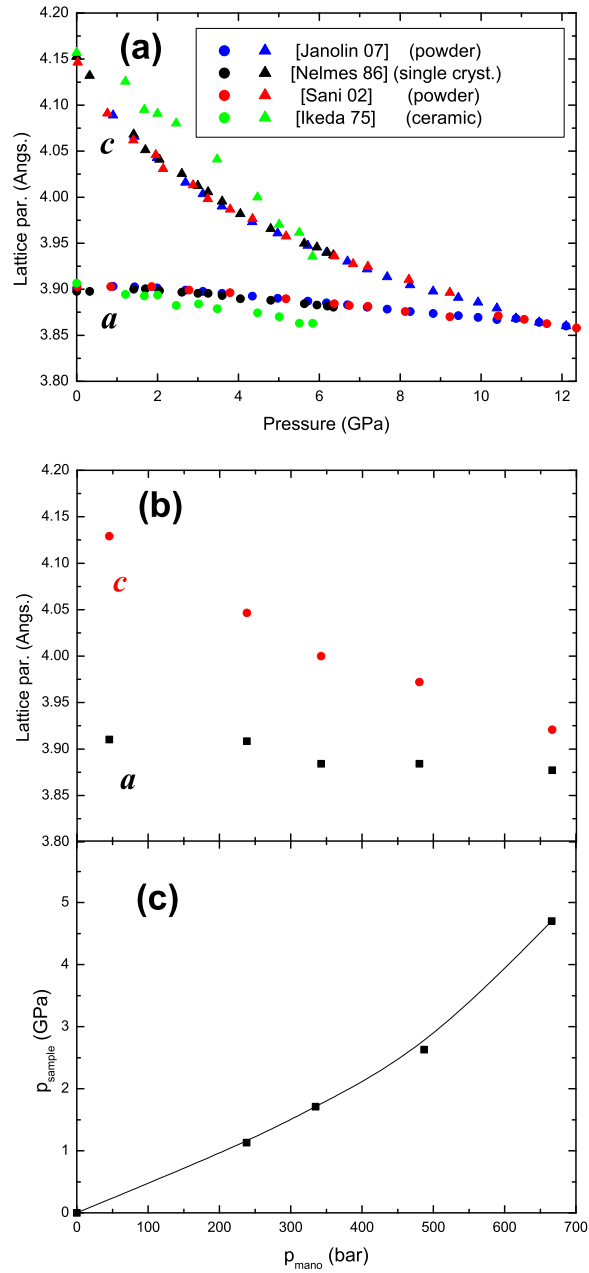 4.20
(a)
[Janolin 07] (powder)
4.15
[Nelmes 86] (single cryst.)
[Sani 02] (powder)
4.10
[Ikeda 75] (ceramic)
c
4.05
4.00
3.95
3.90
a
3.85
3.80
Lattice par. (Angs.)
0 2 4 6 8 10 12
Pressure (GPa)
4.20
(b)
4.15
c
4.10
4.05
4.00
3.95
3.90
a
3.85
3.80
Lattice par. (Angs.)
(c)
5
4
3
2
1
0
p_sample (GPa)
0 100 200 300 400 500 600 700
p_mano (bar)